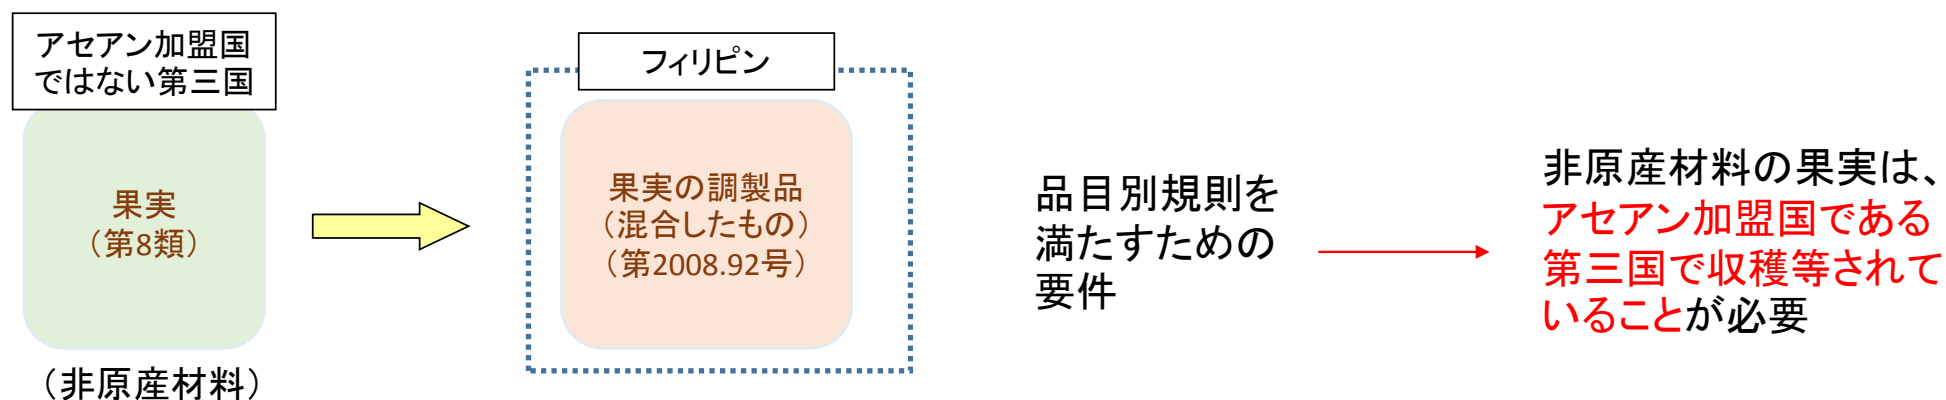 アセアン加盟国
ではない第三国
果実
（第8類）
（非原産材料）
フィリピン
果実の調製品
（混合したもの）
（第2008.92号）
品目別規則を
満たすための
要件
非原産材料の果実は、
アセアン加盟国である
第三国で収穫等されて
いることが必要